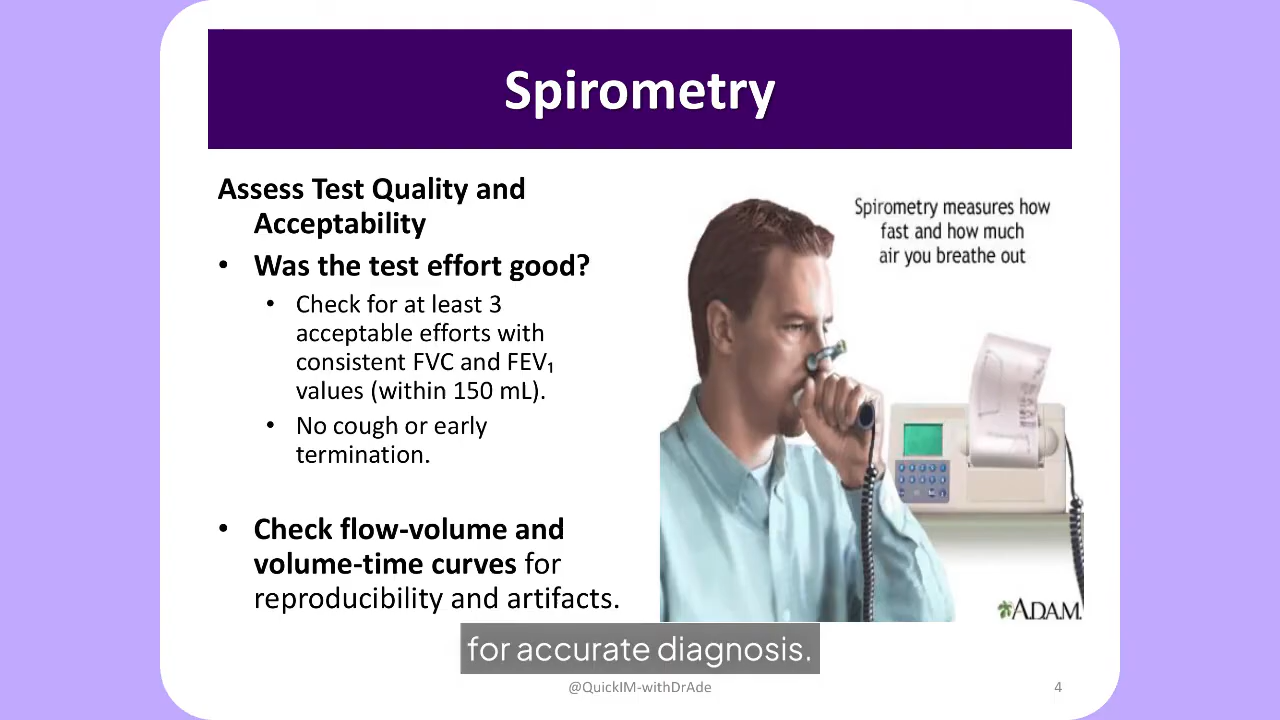 Spirometry
Assess Test Quality and
Acceptability
• Was the test effort good?
• Check for at least 3
acceptable efforts with
consistent FVC and FEV₁
values (within 150 mL).
• No cough or early
termination.
• Check flow-volume and
volume-time curves for
reproducibility and artifacts.
Spirometry measures how
fast and how much
air you breathe out
A.D.A.M.
for accurate diagnosis.
@QuickIM-withDrAde
4